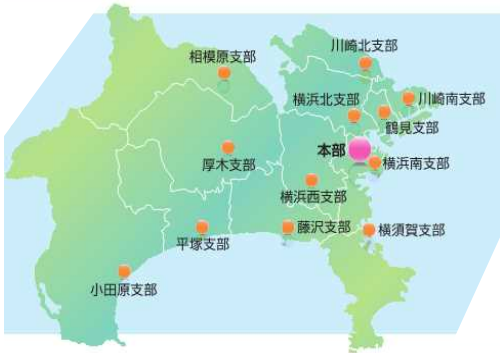 川崎北支部
相模原支部
横浜北支部
川崎南支部
鶴見支部
本部
横浜南支部
厚木支部
横浜西支部
藤沢支部
横須賀支部
平塚支部
小田原支部